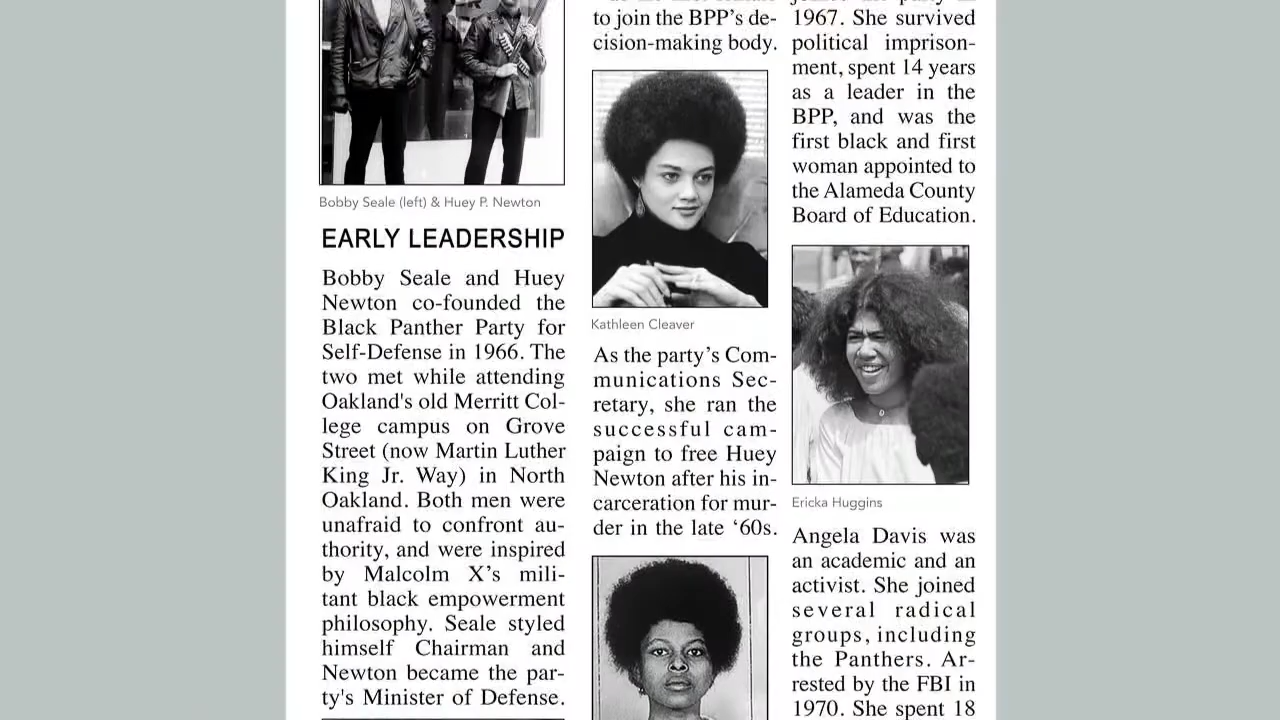 Bobby Seale (left) & Huey P. Newton
EARLY LEADERSHIP
Bobby Seale and Huey
Newton co-founded the
Black Panther Party for
Self-Defense in 1966. The
two met while attending
Oakland's old Merritt Col-
lege campus on Grove
Street (now Martin Luther
King Jr. Way) in North
Oakland. Both men were
unafraid to confront au-
thority, and were inspired
by Malcolm X’s mili-
tant black empowerment
philosophy. Seale styled
himself Chairman and
Newton became the par-
ty's Minister of Defense.
to join the BPP’s de-
cision-making body.
Kathleen Cleaver
As the party’s Com-
munications Sec-
retary, she ran the
successful cam-
paign to free Huey
Newton after his in-
carceration for mur-
der in the late ‘60s.
1967. She survived
political imprison-
ment, spent 14 years
as a leader in the
BPP, and was the
first black and first
woman appointed to
the Alameda County
Board of Education.
Ericka Huggins
Angela Davis was
an academic and an
activist. She joined
several radical
groups, including
the Panthers. Ar-
rested by the FBI in
1970. She spent 18